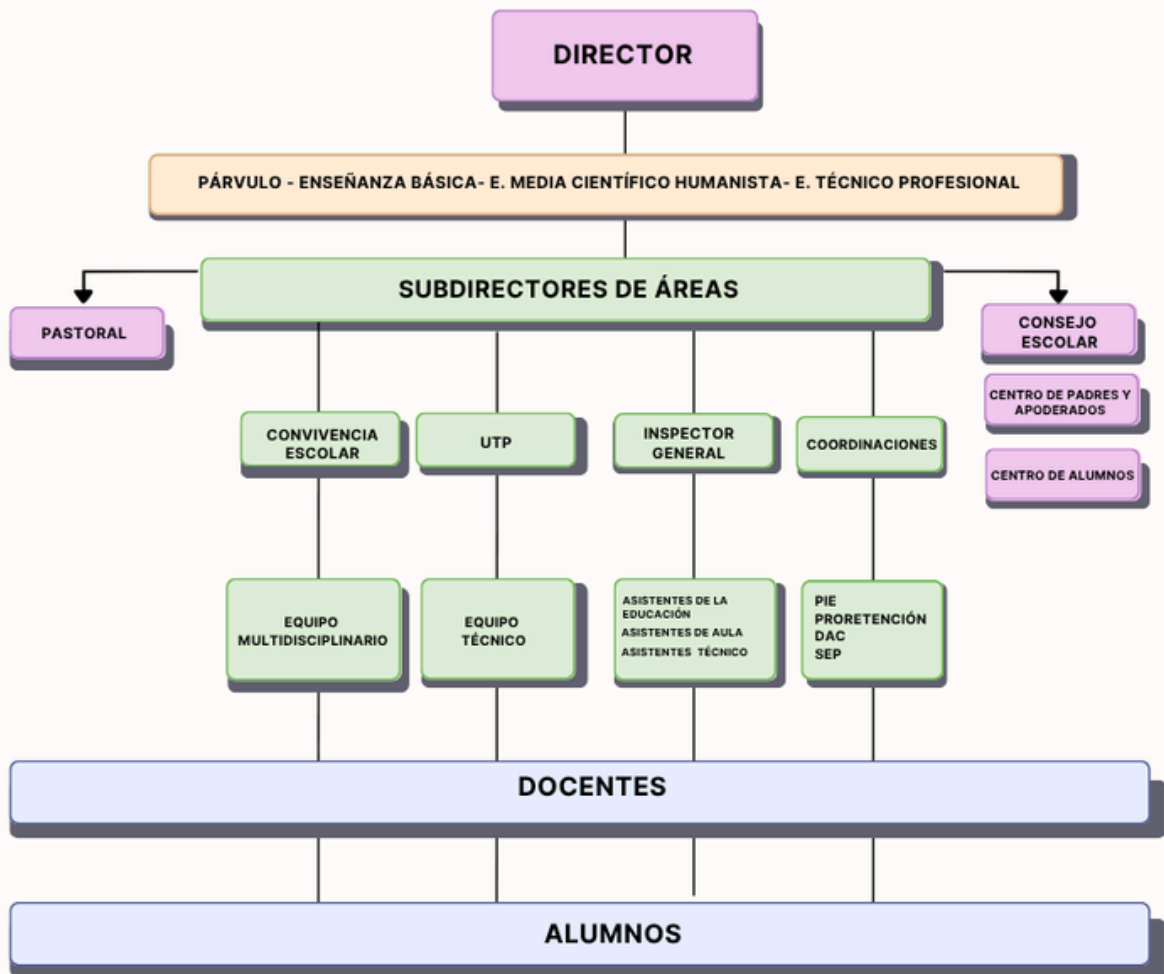 DIRECTOR
PÁRVULO - ENSEÑANZA BÁSICA- E. MEDIA CIENTÍFICO HUMANISTA- E. TÉCNICO PROFESIONAL
SUBDIRECTORES DE ÁREAS
PASTORAL
CONSEJO
ESCOLAR
CENTRO DE PADRES Y
APODERADOS
CENTRO DE ALUMNOS
CONVIVENCIA
ESCOLAR
UTP
INSPECTOR
GENERAL
COORDINACIONES
EQUIPO
MULTIDISCIPLINARIO
EQUIPO
TÉCNICO
ASISTENTES DE LA
EDUCACIÓN
ASISTENTES DE AULA
ASISTENTES TÉCNICO
PIE
PRORETENCIÓN
DAC
SEP
DOCENTES
ALUMNOS